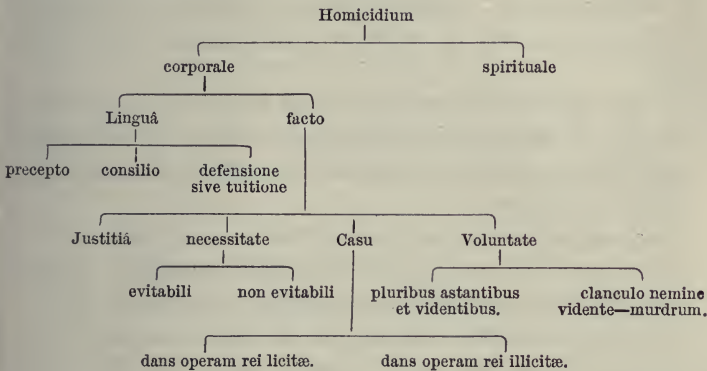 Homicidium
corporale spirituale
Linguâ facto
precepto consilio defensione
sive tuitione
Justitiâ necessitate Casu Voluntate
evitabili non evitabili pluribus astantibus clanculo nemine
et videntibus. vidente—murdrum.
dans operam rei licitæ. dans operam rei illicitæ.